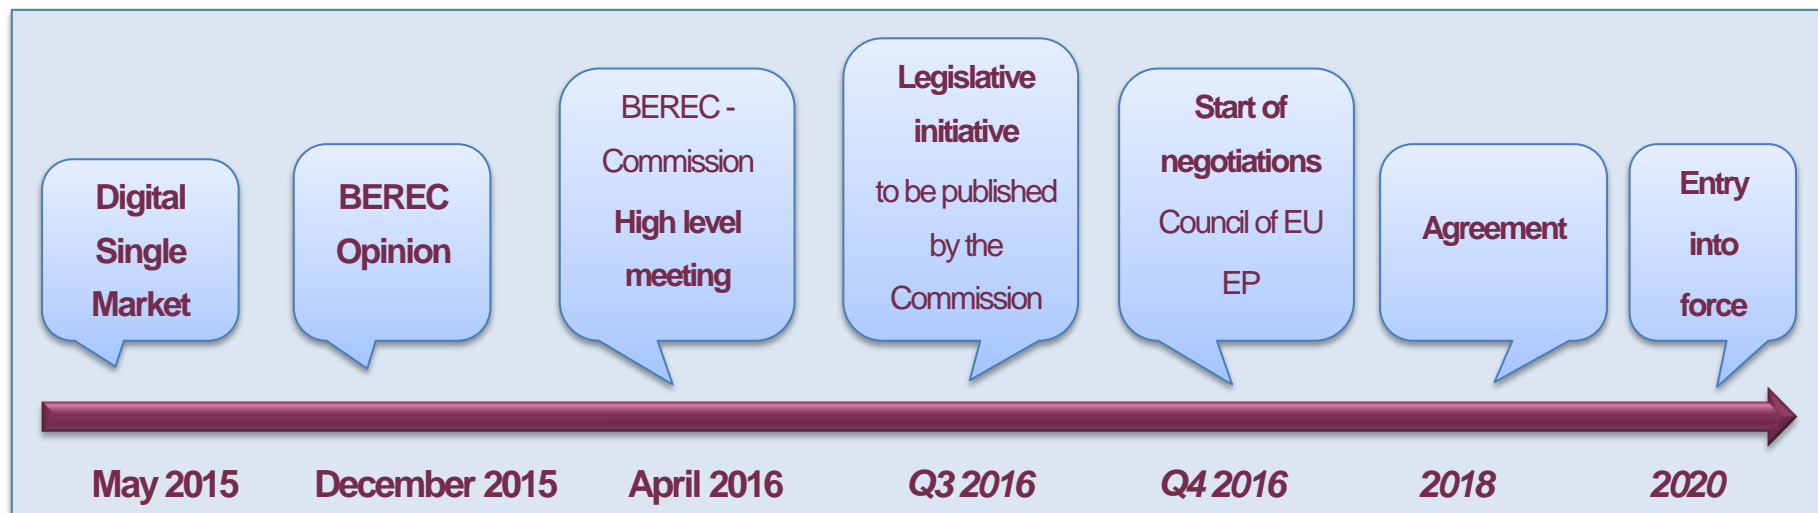 Digital
Single
Market
BEREC
Opinion
BEREC -
Commission
High level
meeting
Legislative
initiative
to be published
by the
Commission
Start of
negotiations
Council of EU
EP
Agreement
Entry
into
force
May 2015
December 2015
April 2016
Q3 2016
Q4 2016
2018
2020